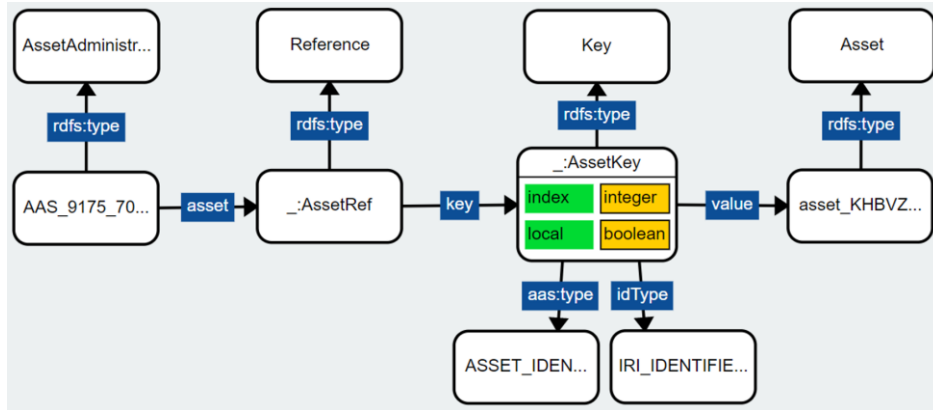 AssetAdministr...
Reference
Key
Asset
rdfs:type
rdfs:type
rdfs:type
rdfs:type
AAS_9175_70...
asset
_:AssetRef
key
_:AssetKey
index
integer
local
boolean
value
asset_KHBVZ...
aas:type
idType
ASSET_IDEN...
IRI_IDENTIFIE...